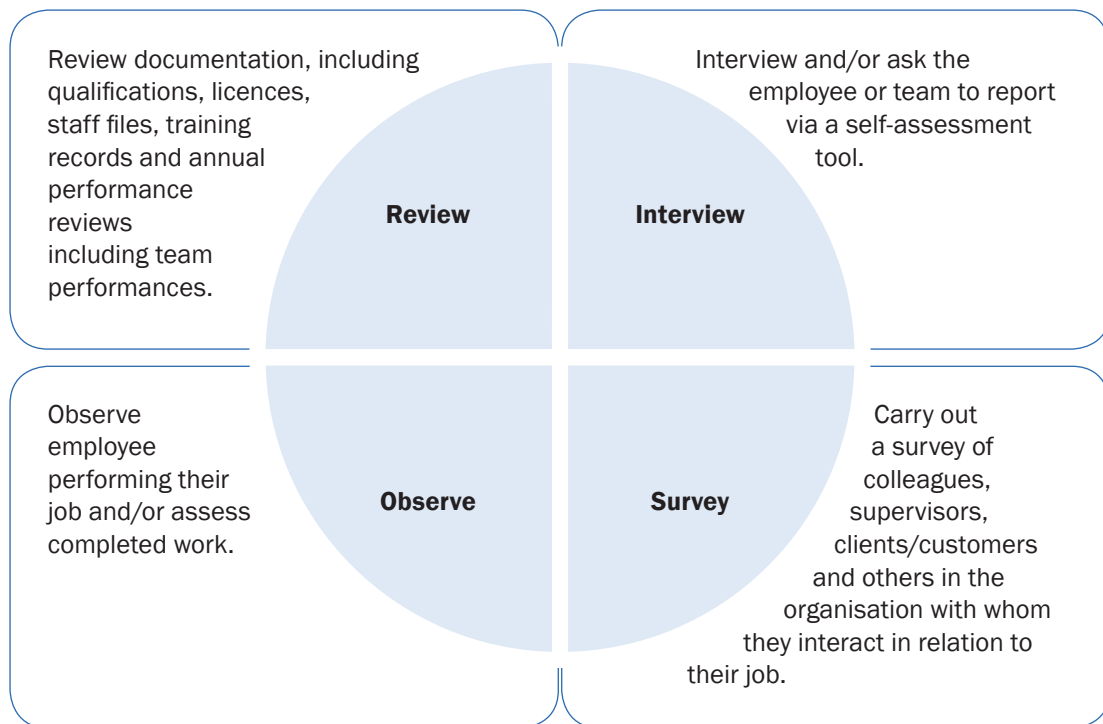 Review documentation, including
qualifications, licences,
staff files, training
records and annual
performance
reviews
including team
performances.
Review
Interview and/or ask the
employee or team to report
via a self-assessment
tool.
Interview
Observe
employee
performing their
job and/or assess
completed work.
Observe
Carry out
a survey of
colleagues,
supervisors,
clients/customers
and others in the
organisation with whom
they interact in relation to
their job.
Survey